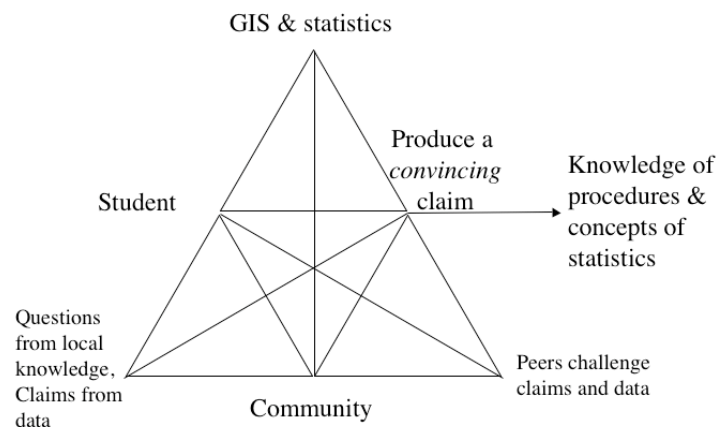 GIS & statistics
Produce a
convincing
claim
Knowledge of
procedures &
concepts of
statistics
Student
Questions
from local
knowledge,
Claims from
data
Peers challenge
claims and data
Community